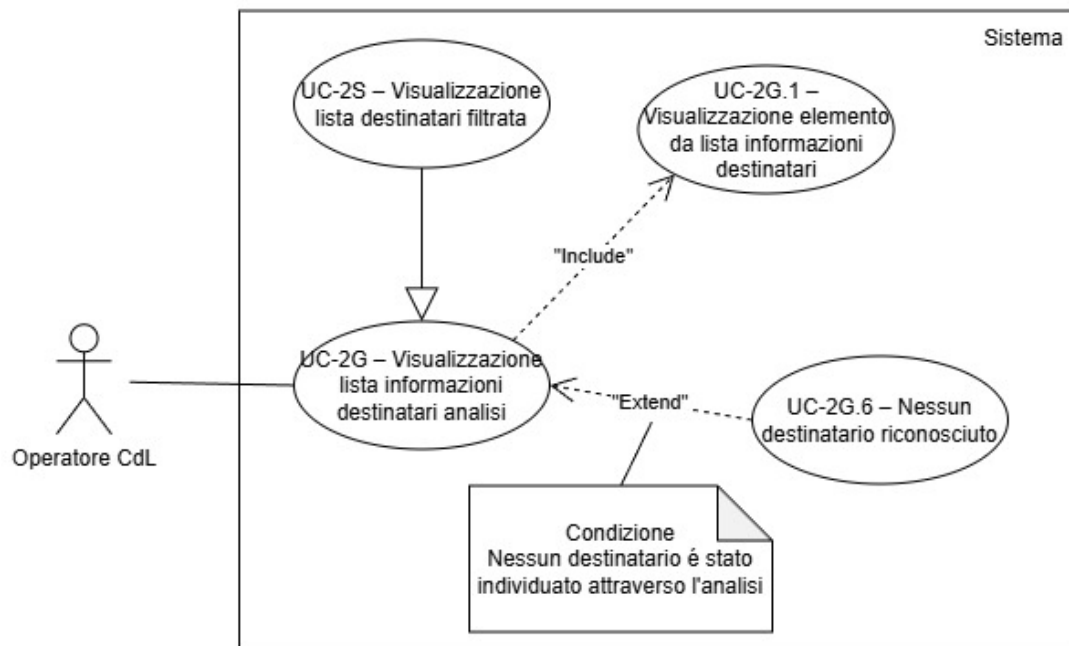 Sistema
UC-2S – Visualizzazione
lista destinatari filtrata
UC-2G.1 –
Visualizzazione elemento
da lista informazioni
destinatari
"Include"
UC-2G – Visualizzazione
lista informazioni
destinatari analisi
"Extend"
UC-2G.6 – Nessun
destinatario riconosciuto
Operatore CdL
Condizione
Nessun destinatario é stato
individuato attraverso l'analisi